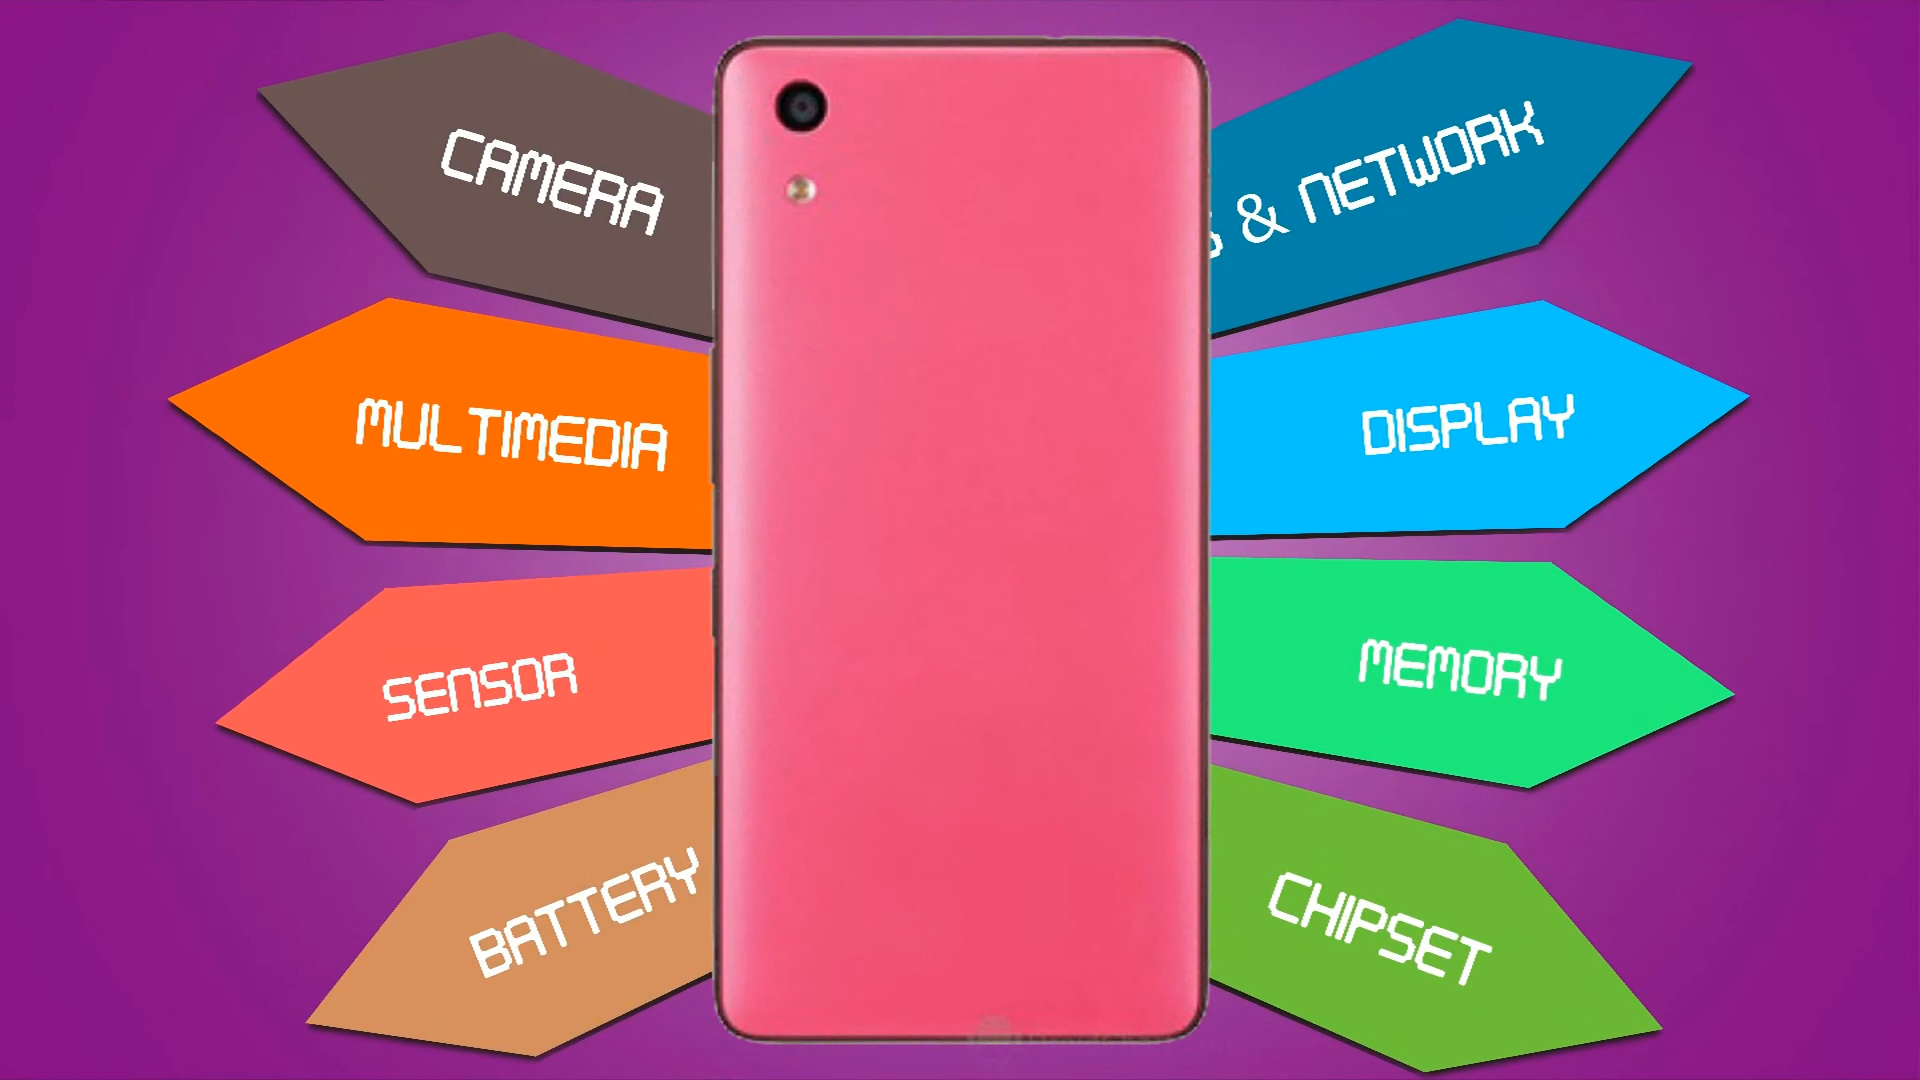 CAMERA
& NETWORK
MULTIMEDIA
DISPLAY
SENSOR
MEMORY
BATTERY
CHIPSET